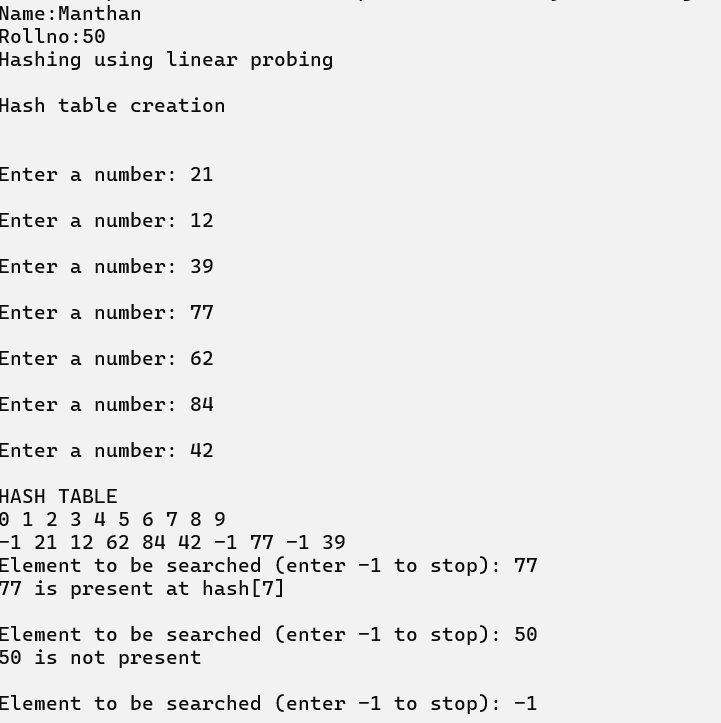 Name:Manthan
Rollno:50
Hashing using linear probing
Hash table creation
Enter a number: 21
Enter a number: 12
Enter a number: 39
Enter a number: 77
Enter a number: 62
Enter a number: 84
Enter a number: 42
HASH TABLE
0 1 2 3 4 5 6 7 8 9
-1 21 12 62 84 42 -1 77 -1 39
Element to be searched (enter -1 to stop): 77
77 is present at hash[7]
Element to be searched (enter -1 to stop): 50
50 is not present
Element to be searched (enter -1 to stop): -1